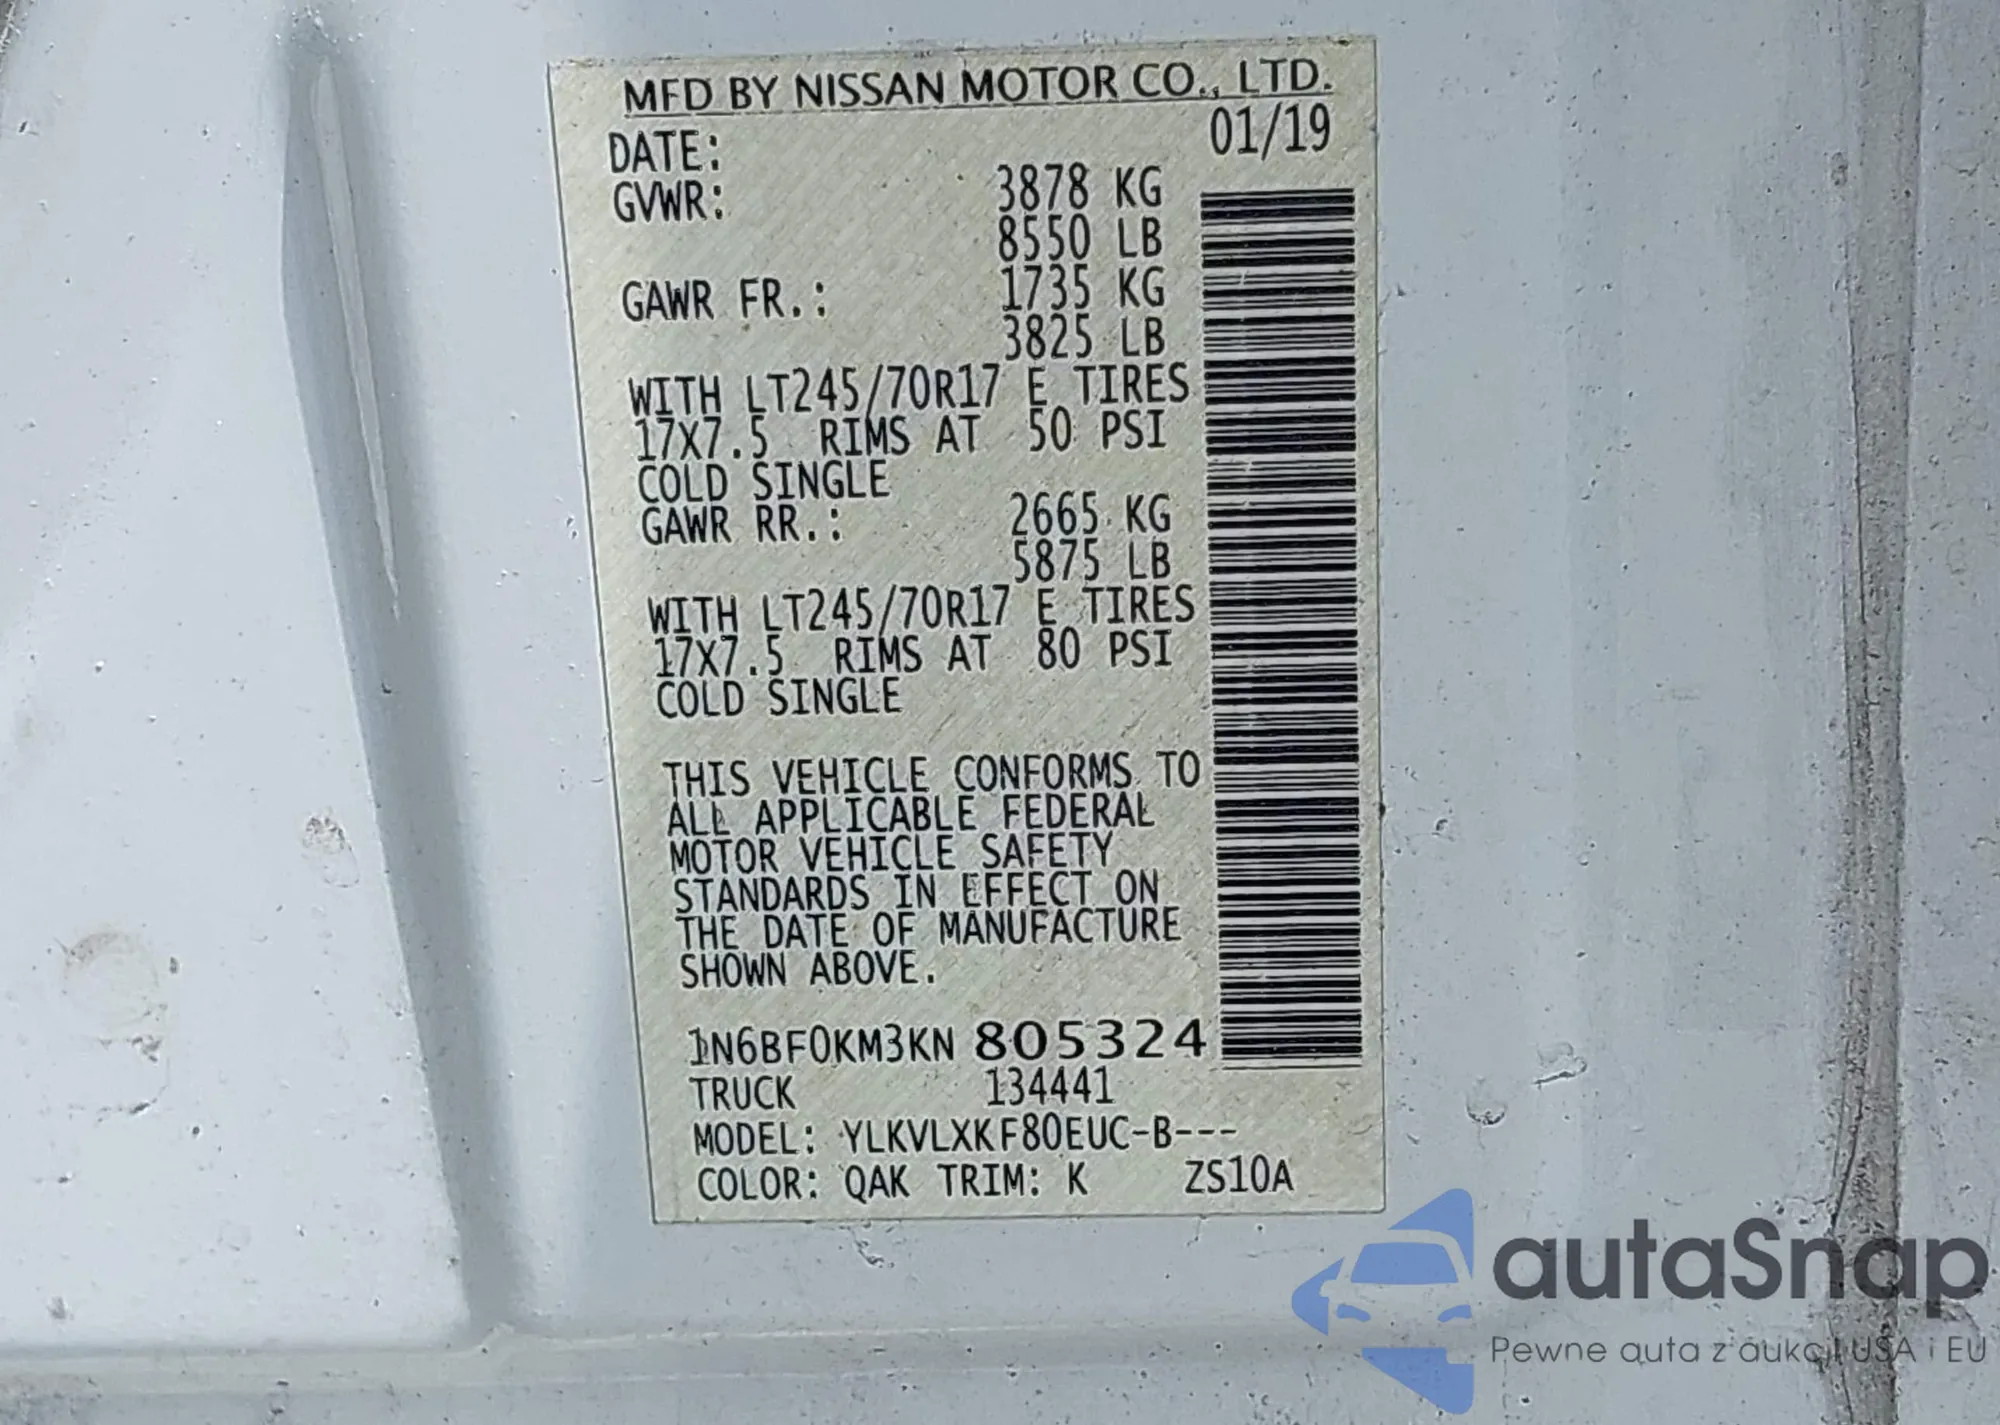 MFD BY NISSAN MOTOR CO., LTD.
DATE: 01/19
GVWR: 3878 KG
8550 LB
GAWR FR.: 1735 KG
3825 LB
WITH LT245/70R17 E TIRES
17X7.5 RIMS AT 50 PSI
COLD SINGLE
GAWR RR.: 2665 KG
5875 LB
WITH LT245/70R17 E TIRES
17X7.5 RIMS AT 80 PSI
COLD SINGLE
THIS VEHICLE CONFORMS TO
ALL APPLICABLE FEDERAL
MOTOR VEHICLE SAFETY
STANDARDS IN EFFECT ON
THE DATE OF MANUFACTURE
SHOWN ABOVE.
1N6BF0KM3KN 805324
TRUCK 134441
MODEL: YLKVLXKF80EUC-B---
COLOR: QAK TRIM: K ZS10A
autaSnap
Pewne auta z aukcji USA i EU